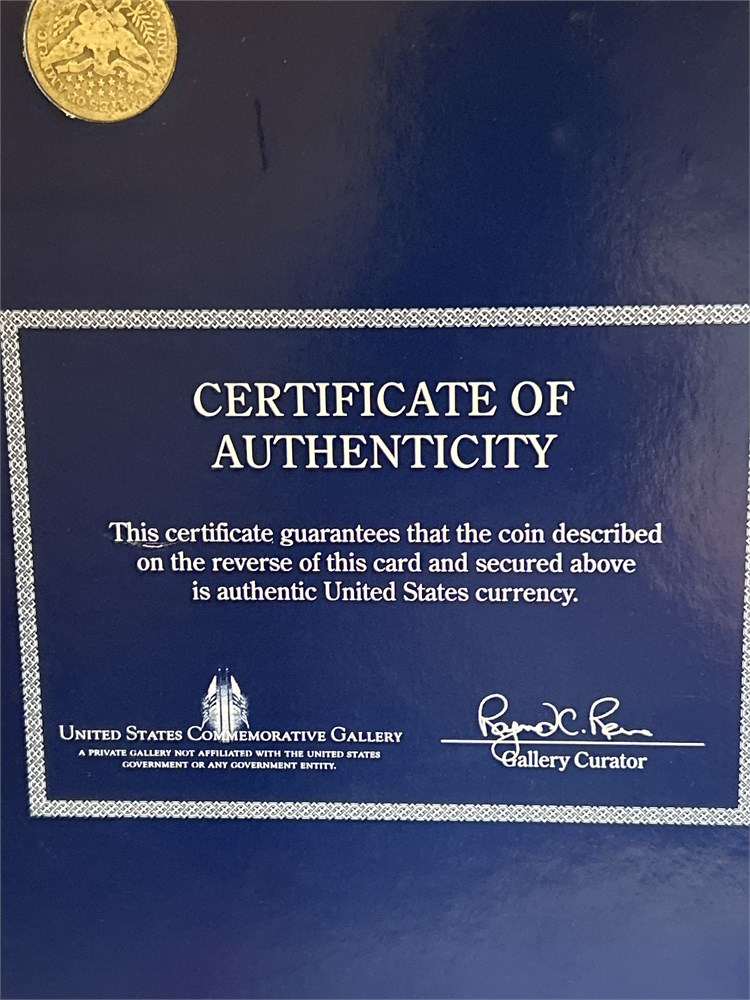 CERTIFICATE OF
AUTHENTICITY
This certificate guarantees that the coin described
on the reverse of this card and secured above
is authentic United States currency.
UNITED STATES COMMEMORATIVE GALLERY
A PRIVATE GALLERY NOT AFFILIATED WITH THE UNITED STATES
GOVERNMENT OR ANY GOVERNMENT ENTITY.
Gallery Curator